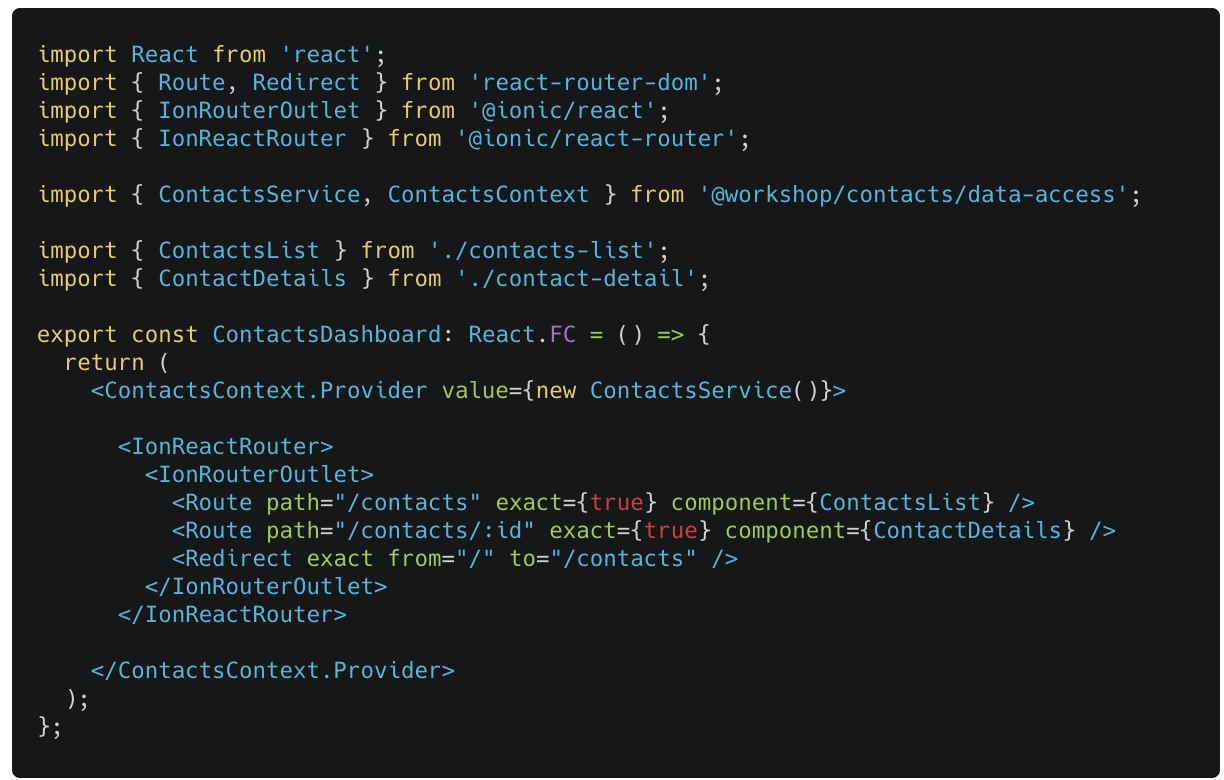 import React from 'react';
import { Route, Redirect } from 'react-router-dom';
import { IonRouterOutlet } from '@ionic/react';
import { IonReactRouter } from '@ionic/react-router';

import { ContactsService, ContactsContext } from '@workshop/contacts/data-access';

import { ContactsList } from './contacts-list';
import { ContactDetails } from './contact-detail';

export const ContactsDashboard: React.FC = () => {
  return (
    <ContactsContext.Provider value={new ContactsService()}>

      <IonReactRouter>
        <IonRouterOutlet>
          <Route path="/contacts" exact={true} component={ContactsList} />
          <Route path="/contacts/:id" exact={true} component={ContactDetails} />
          <Redirect exact from="/" to="/contacts" />
        </IonRouterOutlet>
      </IonReactRouter>

    </ContactsContext.Provider>
  );
};